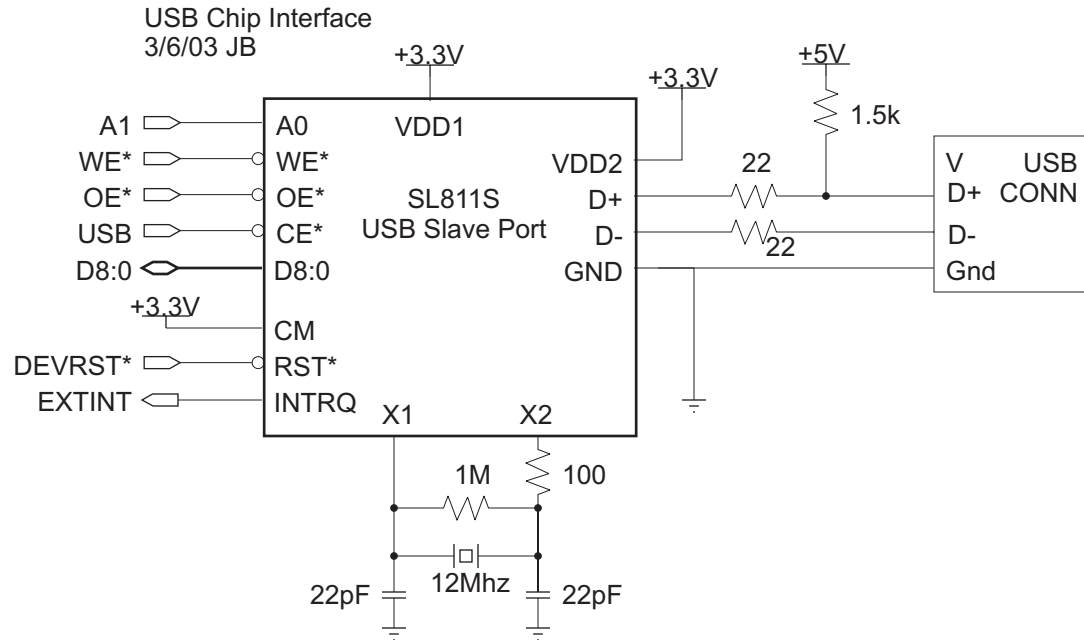 USB Chip Interface
3/6/03 JB
+3.3V
+3.3V
+5V
1.5k
A1
A0
VDD1
WE*
WE*
VDD2
22
V
USB
OE*
OE*
SL811S
D+
D+
CONN
USB
CE*
USB Slave Port
D-
22
D-
D8:0
D8:0
GND
Gnd
+3.3V
CM
DEVRST*
RST*
EXTINT
INTRQ
X1
X2
1M
100
12Mhz
22pF
22pF